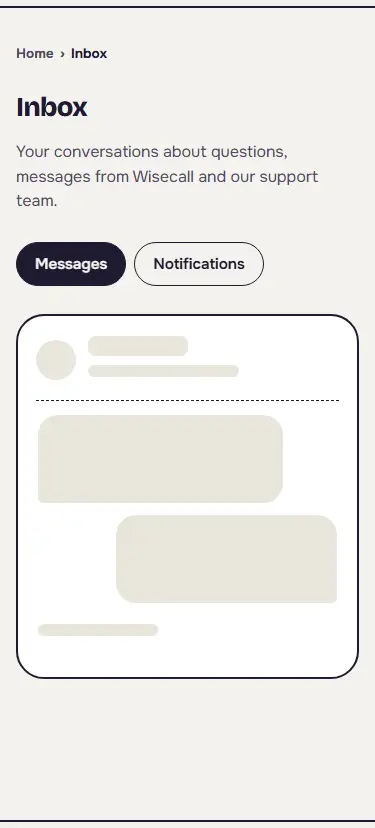 Home › Inbox
Inbox
Your conversations about questions,
messages from Wisecall and our support
team.
Messages
Notifications